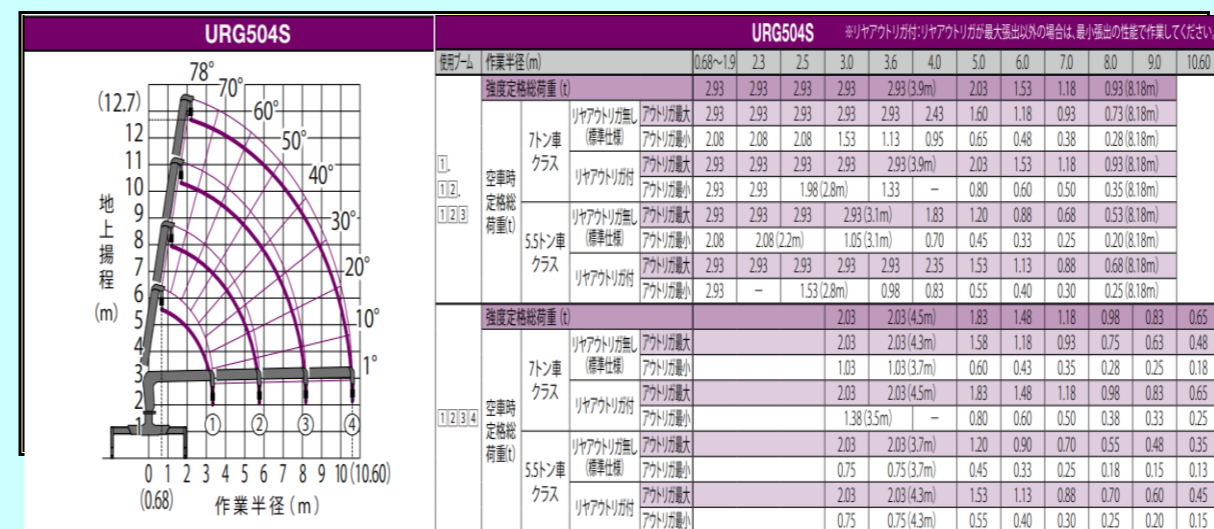 URG504S
78°
70°
60°
50°
40°
30°
20°
10°
1°
(12.7)
12
11
10
9
8
7
6
5
4
3
2
1
地上揚程(m)
① ② ③ ④
0 1 2 3 4 5 6 7 8 9 10(10.60)
(0.68)
作業半径(m)
URG504S ※リヤアウトリガ付:リヤアウトリガが最大張出以外の場合は、最小張出の性能で作業してください。
使用ブーム 作業半径(m) 0.68~1.9 2.3 2.5 3.0 3.6 4.0 5.0 6.0 7.0 8.0 9.0 10.60
1. 12. 123
強度定格総荷重(t) 2.93 2.93 2.93 2.93 2.93(3.9m) 2.03 1.53 1.18 0.93(8.18m)
空車時定格総荷重(t)
7トン車クラス
リヤアウトリガ無し(標準仕様) アウトリガ最大 2.93 2.93 2.93 2.93 2.93 2.43 1.60 1.18 0.93 0.73(8.18m)
アウトリガ最小 2.08 2.08 2.08 1.53 1.13 0.95 0.65 0.48 0.38 0.28(8.18m)
リヤアウトリガ付 アウトリガ最大 2.93 2.93 2.93 2.93 2.93(3.9m) 2.03 1.53 1.18 0.93(8.18m)
アウトリガ最小 2.93 2.93 1.98(2.8m) 1.33 － 0.80 0.60 0.50 0.35(8.18m)
5.5トン車クラス
リヤアウトリガ無し(標準仕様) アウトリガ最大 2.93 2.93 2.93 2.93(3.1m) 1.83 1.20 0.88 0.68 0.53(8.18m)
アウトリガ最小 2.08 2.08(2.2m) 1.05(3.1m) 0.70 0.45 0.33 0.25 0.20(8.18m)
リヤアウトリガ付 アウトリガ最大 2.93 2.93 2.93 2.93 2.93 2.35 1.53 1.13 0.88 0.68(8.18m)
アウトリガ最小 2.93 － 1.53(2.8m) 0.98 0.83 0.55 0.40 0.30 0.25(8.18m)
1234
強度定格総荷重(t) 2.03 2.03(4.5m) 1.83 1.48 1.18 0.98 0.83 0.65
空車時定格総荷重(t)
7トン車クラス
リヤアウトリガ無し(標準仕様) アウトリガ最大 2.03 2.03(4.3m) 1.58 1.18 0.93 0.75 0.63 0.48
アウトリガ最小 1.03 1.03(3.7m) 0.60 0.43 0.35 0.28 0.25 0.18
リヤアウトリガ付 アウトリガ最大 2.03 2.03(4.5m) 1.83 1.48 1.18 0.98 0.83 0.65
アウトリガ最小 1.38(3.5m) － 0.80 0.60 0.50 0.38 0.33 0.25
5.5トン車クラス
リヤアウトリガ無し(標準仕様) アウトリガ最大 2.03 2.03(3.7m) 1.20 0.90 0.70 0.55 0.48 0.35
アウトリガ最小 0.75 0.75(3.7m) 0.45 0.33 0.25 0.18 0.15 0.13
リヤアウトリガ付 アウトリガ最大 2.03 2.03(4.3m) 1.53 1.13 0.88 0.70 0.60 0.45
アウトリガ最小 0.75 0.75(4.3m) 0.55 0.40 0.30 0.25 0.20 0.15